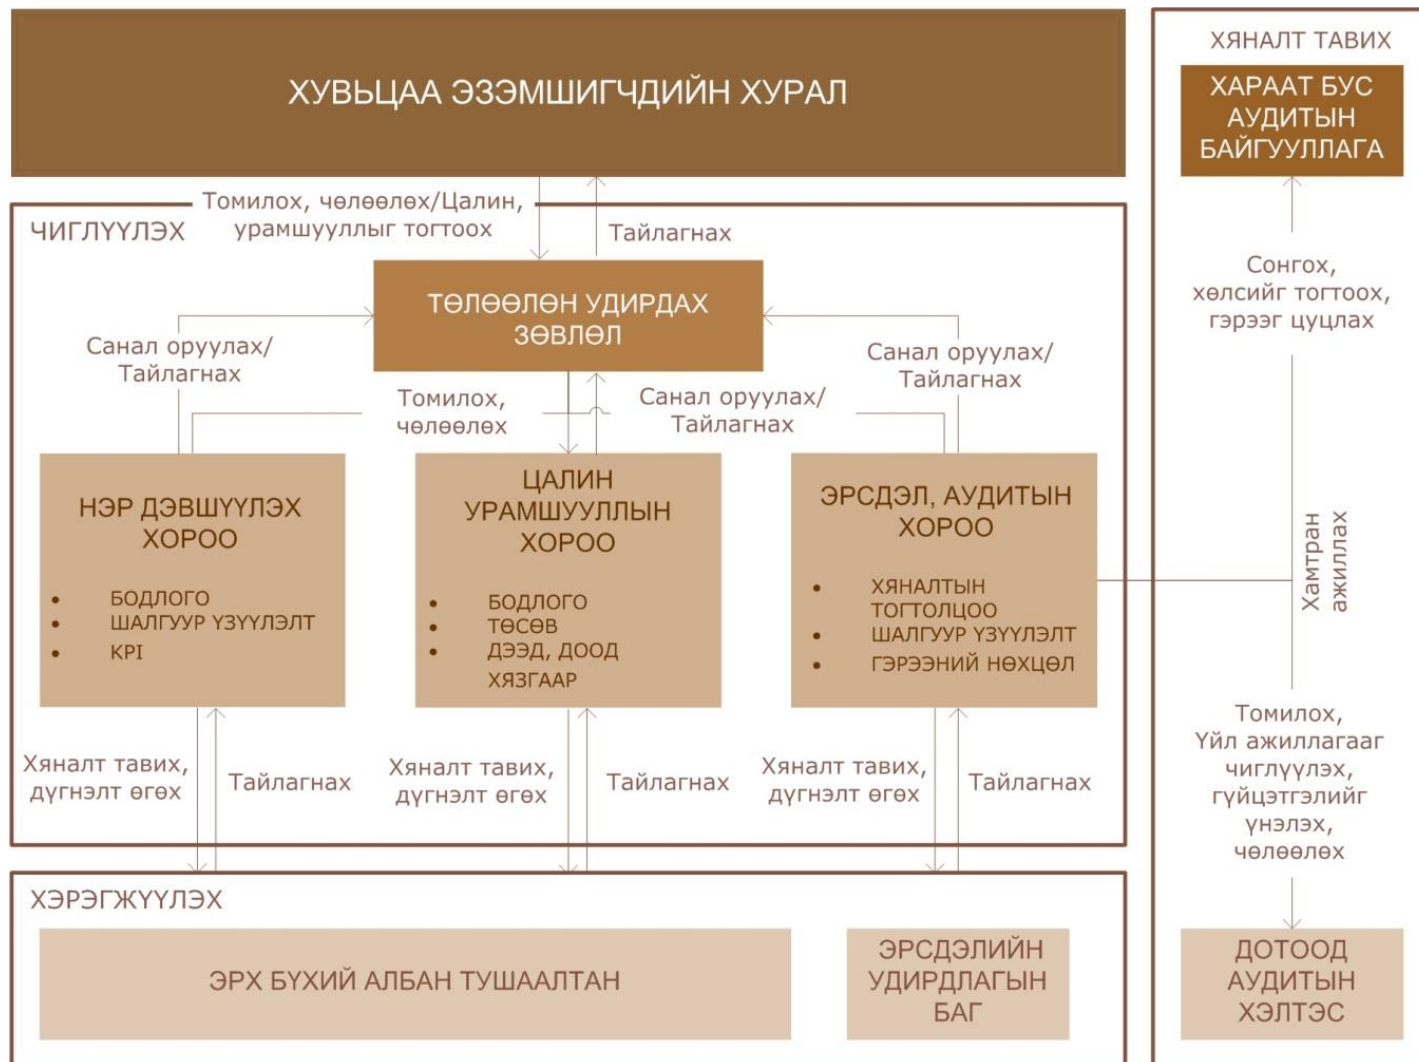 ХУВЬЦАА ЭЗЭМШИГЧДИЙН ХУРАЛ
ХЯНАЛТ ТАВИХ
ХАРААТ БУС
АУДИТЫН
БАЙГУУЛЛАГА
ЧИГЛҮҮЛЭХ
Томилох, чөлөөлөх/Цалин,
урамшууллыг тогтоох
Тайлагнах
ТӨЛӨӨЛӨН УДИРДАХ
ЗӨВЛӨЛ
Сонгох,
хөлсийг тогтоох,
гэрээг цуцлах
Санал оруулах/
Тайлагнах
Томилох,
чөлөөлөх
Санал оруулах/
Тайлагнах
Санал оруулах/
Тайлагнах
НЭР ДЭВШҮҮЛЭХ
ХОРОО
• БОДЛОГО
• ШАЛГУУР ҮЗҮҮЛЭЛТ
• KPI
ЦАЛИН
УРАМШУУЛЛЫН
ХОРОО
• БОДЛОГО
• ТӨСӨВ
• ДЭЭД, ДООД
ХЯЗГААР
ЭРСДЭЛ, АУДИТЫН
ХОРОО
• ХЯНАЛТЫН
ТОГТОЛЦОО
• ШАЛГУУР ҮЗҮҮЛЭЛТ
• ГЭРЭЭНИЙ НӨХЦӨЛ
Хамтран
ажиллах
Хяналт тавих,
дүгнэлт өгөх
Тайлагнах
Хяналт тавих,
дүгнэлт өгөх
Тайлагнах
Хяналт тавих,
дүгнэлт өгөх
Тайлагнах
Томилох,
Үйл ажиллагааг
чиглүүлэх,
гүйцэтгэлийг
үнэлэх,
чөлөөлөх
ХЭРЭГЖҮҮЛЭХ
ЭРХ БҮХИЙ АЛБАН ТУШААЛТАН
ЭРСДЭЛИЙН
УДИРДЛАГЫН
БАГ
ДОТООД
АУДИТЫН
ХЭЛТЭС